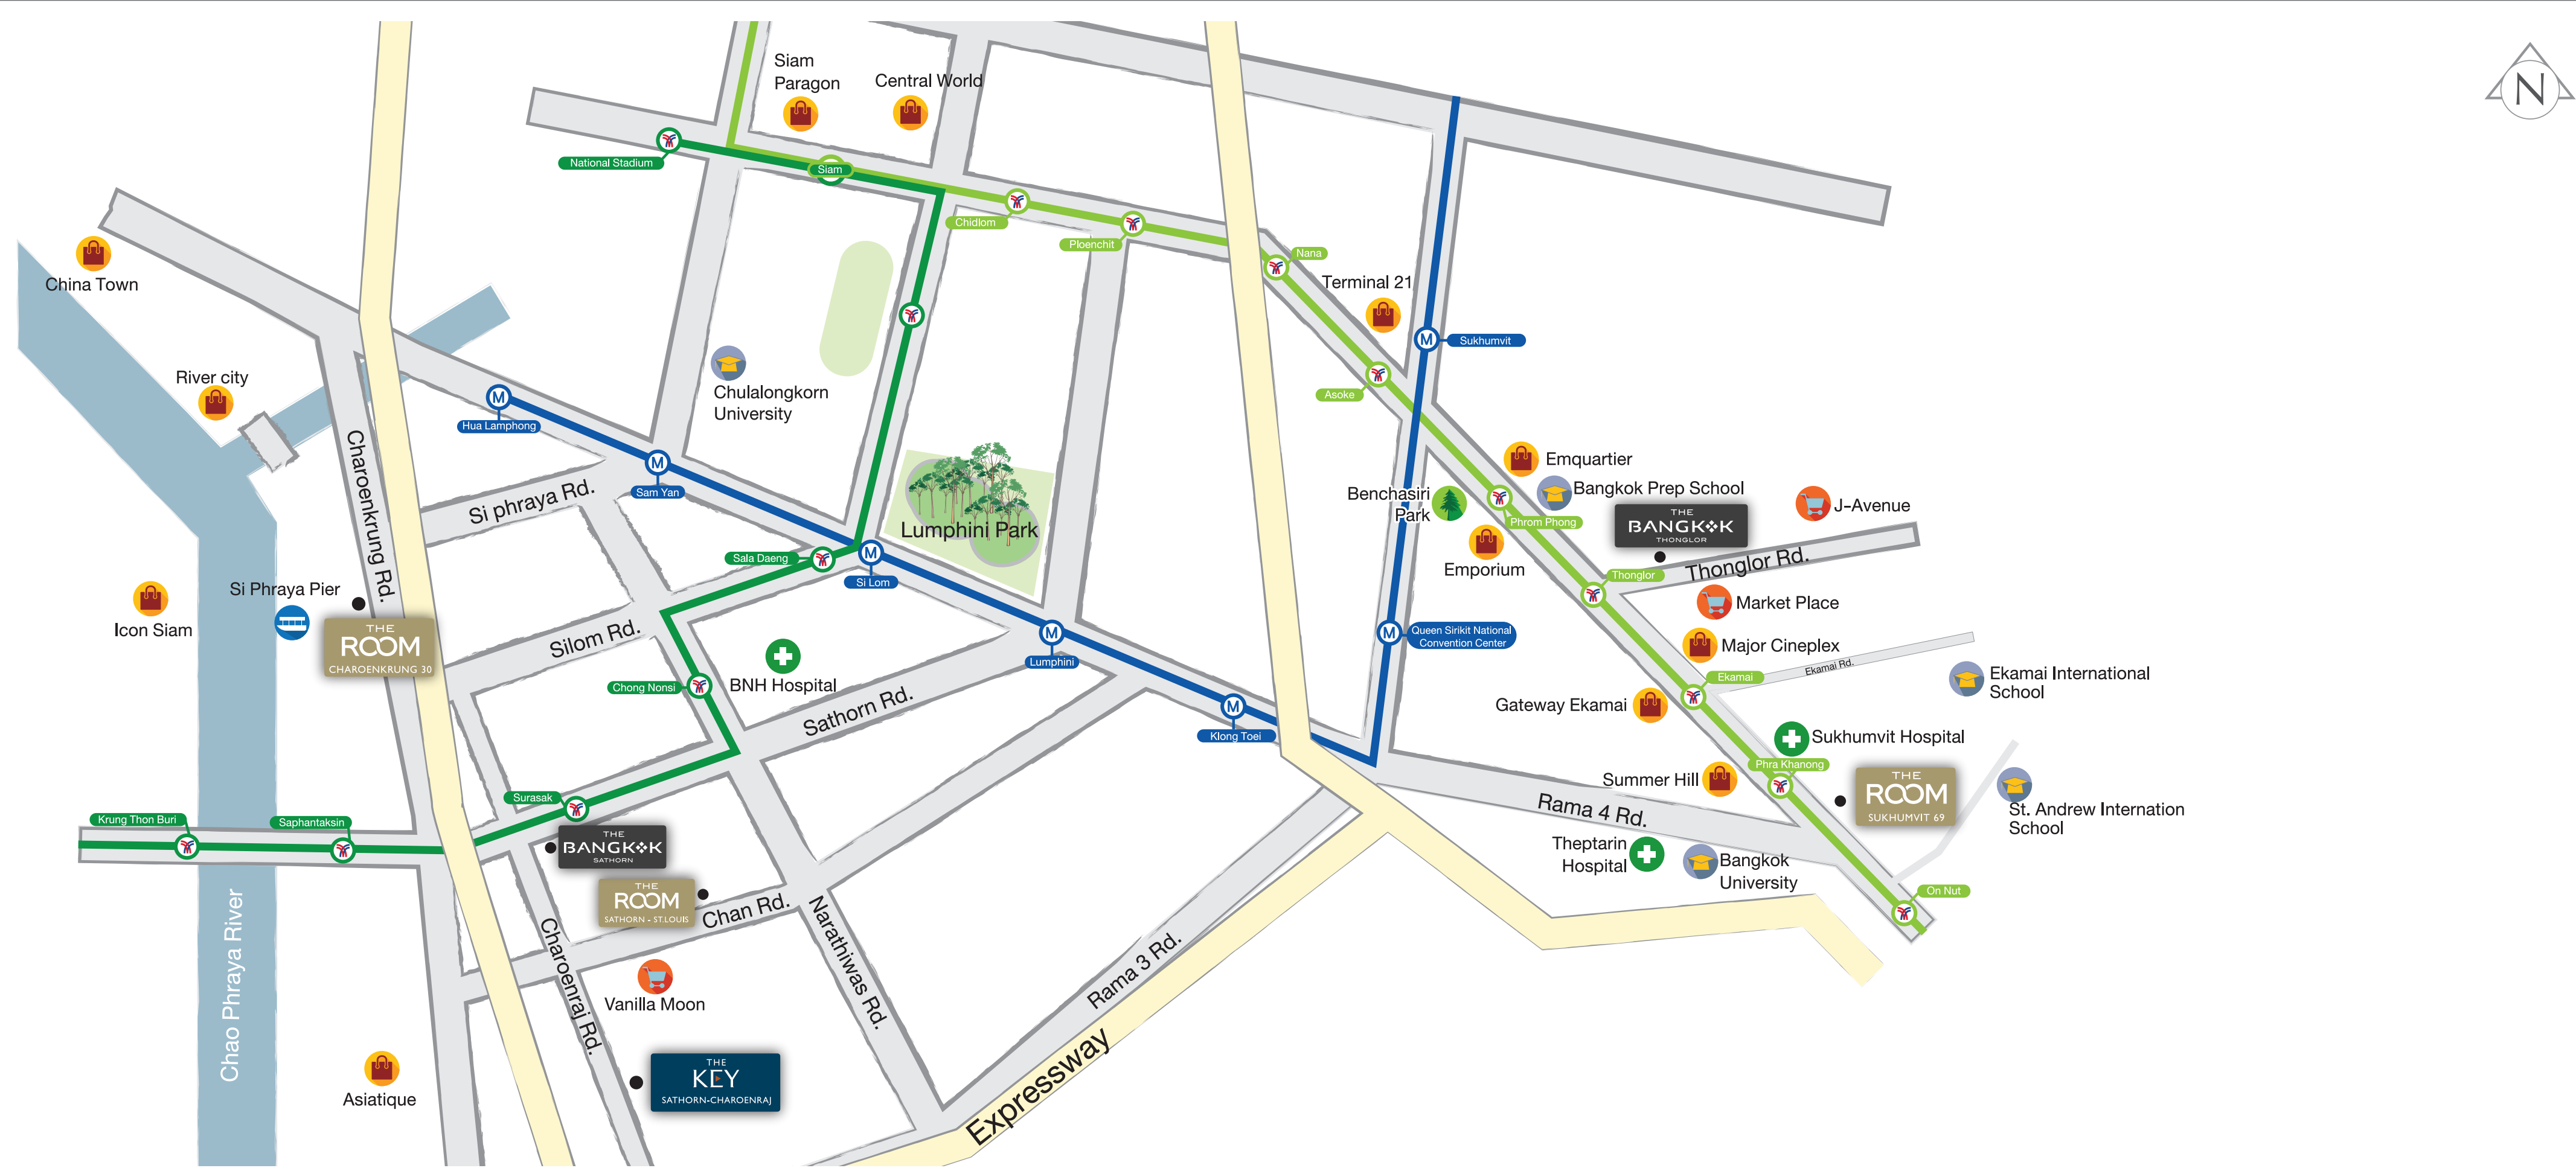 Siam
Paragon
Central World
N
National Stadium
Siam
Chidlom
Ploenchit
Nana
Terminal 21
China Town
Sukhumvit
River city
Asoke
Chulalongkorn
University
Hua Lamphong
Charoenkrung Rd.
Si phraya Rd.
Sam Yan
Emquartier
Bangkok Prep School
Benchasiri
Park
Phrom Phong
THE
BANGKOK
THONGLOR
J-Avenue
Lumphini Park
Sala Daeng
Si Lom
Emporium
Thonglor
Thonglor Rd.
Si Phraya Pier
Icon Siam
THE
ROOM
CHAROENKRUNG 30
Silom Rd.
BNH Hospital
Chong Nonsi
Lumphini
Queen Sirikit National
Convention Center
Market Place
Major Cineplex
Ekamai Rd.
Ekamai
Ekamai International
School
Gateway Ekamai
Sathorn Rd.
Klong Toei
Sukhumvit Hospital
Phra Khanong
Summer Hill
THE
ROOM
SUKHUMVIT 69
St. Andrew Internation
School
Rama 4 Rd.
Krung Thon Buri
Saphantaksin
Surasak
THE
BANGKOK
SATHORN
Theptarin
Hospital
Bangkok
University
On Nut
THE
ROOM
SATHORN - ST.LOUIS
Chan Rd.
Narathiwas Rd.
Charoenraj Rd.
Chao Phraya River
Vanilla Moon
Rama 3 Rd.
Expressway
Asiatique
THE
KEY
SATHORN-CHAROENRAJ